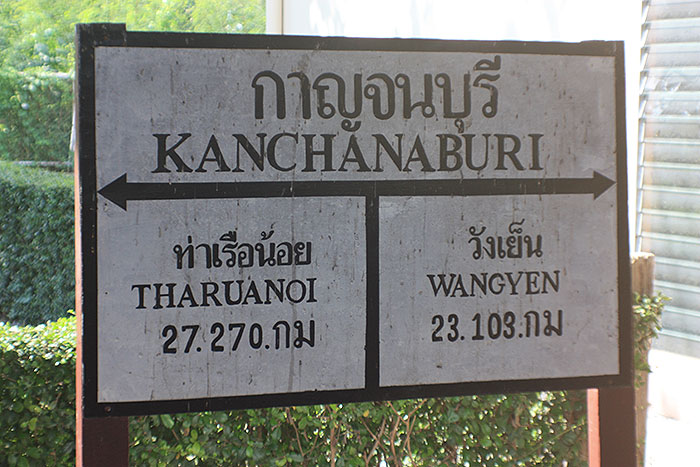 กาญจนบุรี
KANCHANABURI
ท่าเรือน้อย
THARUANOI
27.270.กม
วังเย็น
WANGYEN
23.103.กม